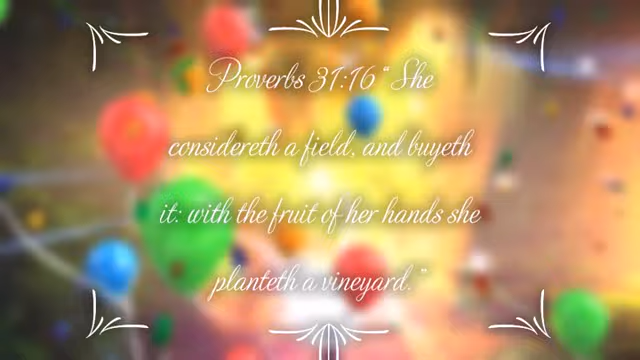 Proverbs 31:16 “She
considereth a field, and buyeth
it: with the fruit of her hands she
planteth a vineyard.”